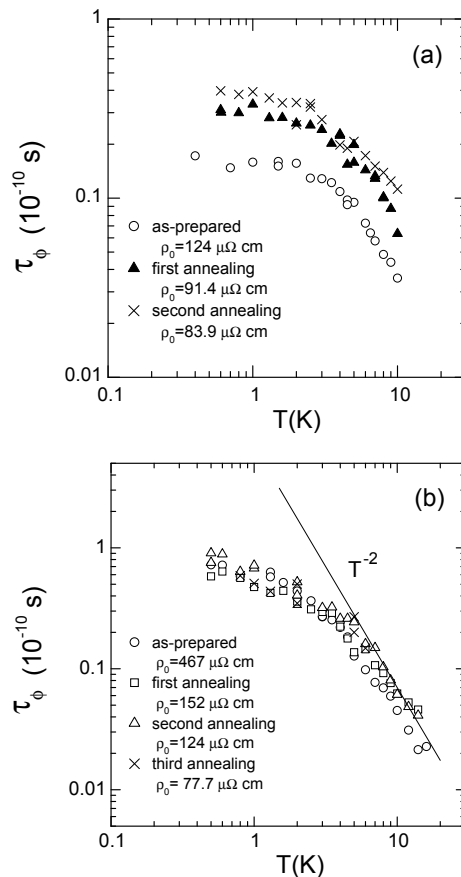 (a)
1
0.1
0.01
τ_ϕ (10^-10 s)
as-prepared
ρ₀=124 μΩ cm
first annealing
ρ₀=91.4 μΩ cm
second annealing
ρ₀=83.9 μΩ cm
0.1 1 10
T(K)
(b)
T^-2
1
0.1
0.01
τ_ϕ (10^-10 s)
as-prepared
ρ₀=467 μΩ cm
first annealing
ρ₀=152 μΩ cm
second annealing
ρ₀=124 μΩ cm
third annealing
ρ₀= 77.7 μΩ cm
0.1 1 10
T(K)